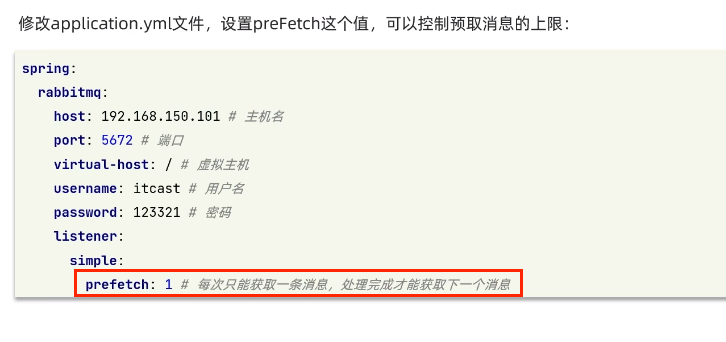 修改application.yml文件，设置preFetch这个值，可以控制预取消息的上限：
spring:
  rabbitmq:
    host: 192.168.150.101 # 主机名
    port: 5672 # 端口
    virtual-host: / # 虚拟主机
    username: itcast # 用户名
    password: 123321 # 密码
    listener:
      simple:
        prefetch: 1 # 每次只能获取一条消息，处理完成才能获取下一个消息